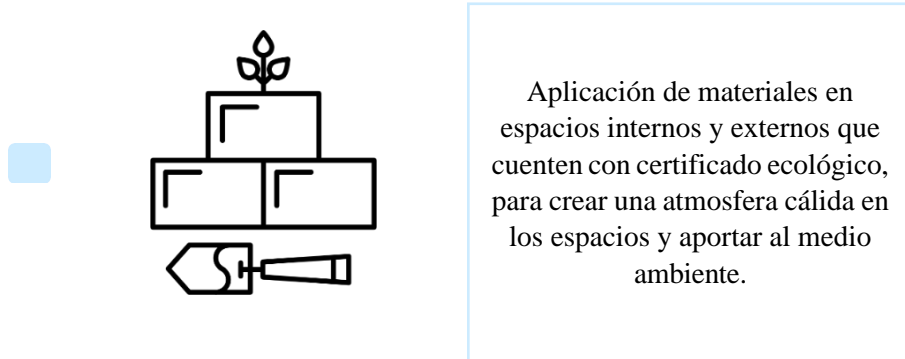 Aplicación de materiales en
espacios internos y externos que
cuenten con certificado ecológico,
para crear una atmosfera cálida en
los espacios y aportar al medio
ambiente.